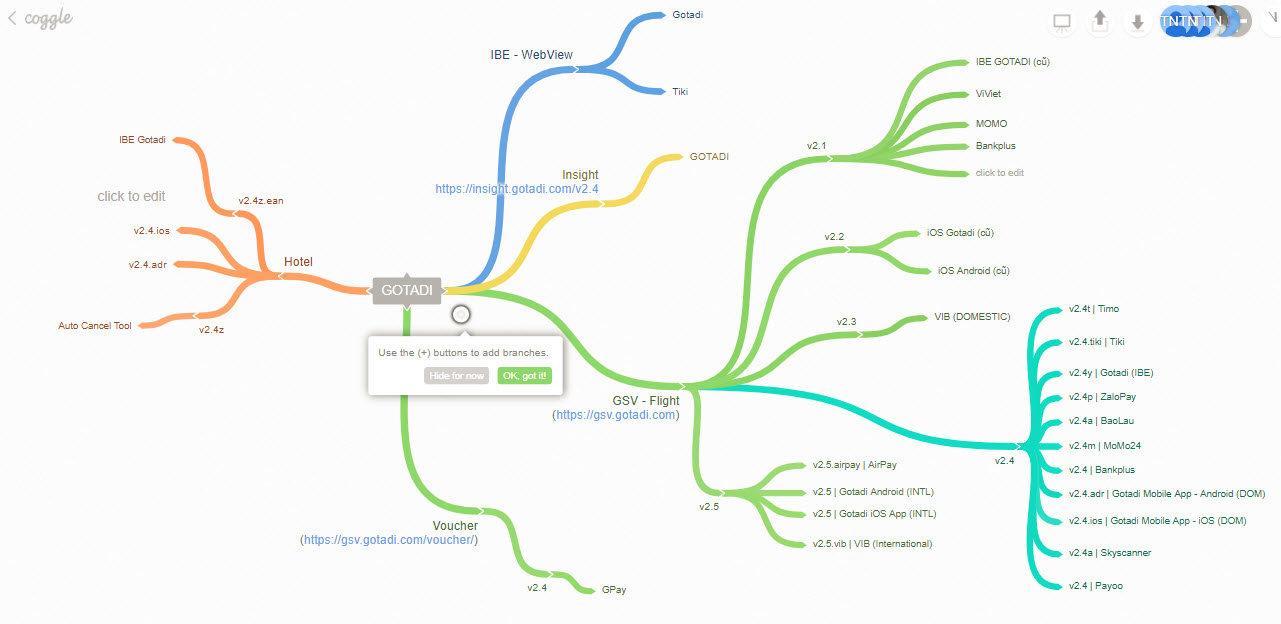 coggle
TN TN IT N
Gotadi
IBE - WebView
Tiki
IBE GOTADI (cũ)
ViViet
MOMO
v2.1
Bankplus
click to edit
IBE Gotadi
click to edit
v2.4z.ean
v2.4.ios
v2.4.adr
Hotel
Auto Cancel Tool
v2.4z
Insight
https://insight.gotadi.com/v2.4
GOTADI
GOTADI
Use the (+) buttons to add branches.
Hide for now
OK, got it!
v2.2
iOS Gotadi (cũ)
iOS Android (cũ)
v2.3
VIB (DOMESTIC)
GSV - Flight
(https://gsv.gotadi.com)
v2.4
v2.4t | Timo
v2.4.tiki | Tiki
v2.4y | Gotadi (IBE)
v2.4p | ZaloPay
v2.4a | BaoLau
v2.4m | MoMo24
v2.4 | Bankplus
v2.4.adr | Gotadi Mobile App - Android (DOM)
v2.4.ios | Gotadi Mobile App - iOS (DOM)
v2.4a | Skyscanner
v2.4 | Payoo
v2.5
v2.5.airpay | AirPay
v2.5 | Gotadi Android (INTL)
v2.5 | Gotadi iOS App (INTL)
v2.5.vib | VIB (International)
Voucher
(https://gsv.gotadi.com/voucher/)
v2.4
GPay